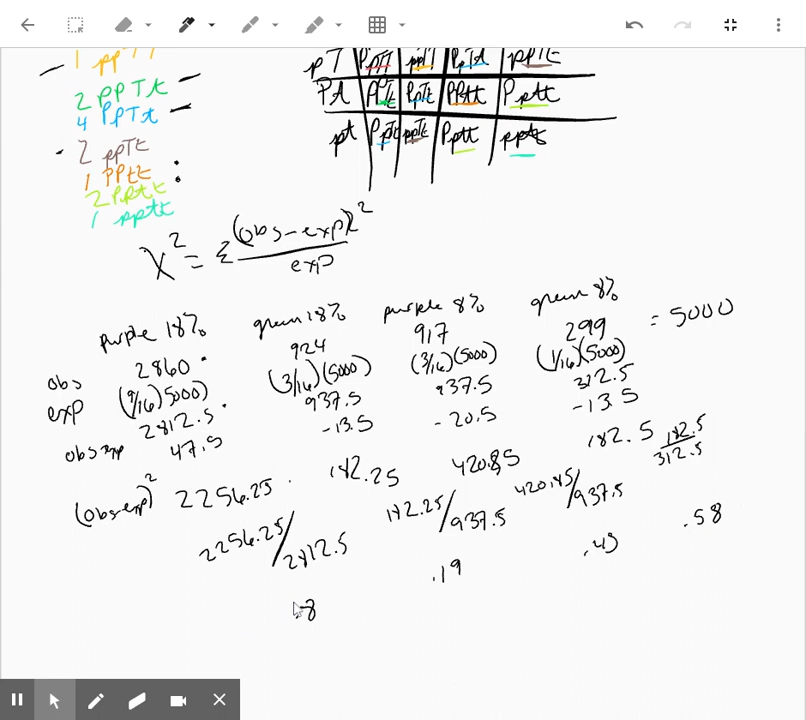 1 ppTT
2 PPTt
4 PpTt
2 ppTt
1 PPtt
2 Pptt
1 pptt
pT PpTT ppTT PpTt ppTt
Pt PPTt PpTt PPtt Pptt
pt PpTt ppTt Pptt pptt
X² = Σ (obs-exp)² / exp
purple 18% green 18% purple 8% green 8%
obs 2860 924 917 299 = 5000
exp (9/16)(5000) (3/16)(5000) (3/16)(5000) (1/16)(5000)
2812.5 937.5 937.5 312.5
obs-exp 47.5 -13.5 -20.5 -13.5
(obs-exp)² 2256.25 182.25 420.85 182.5 182.5/312.5
2256.25/2812.5 182.25/937.5 420.85/937.5
.8 .19 .45 .58